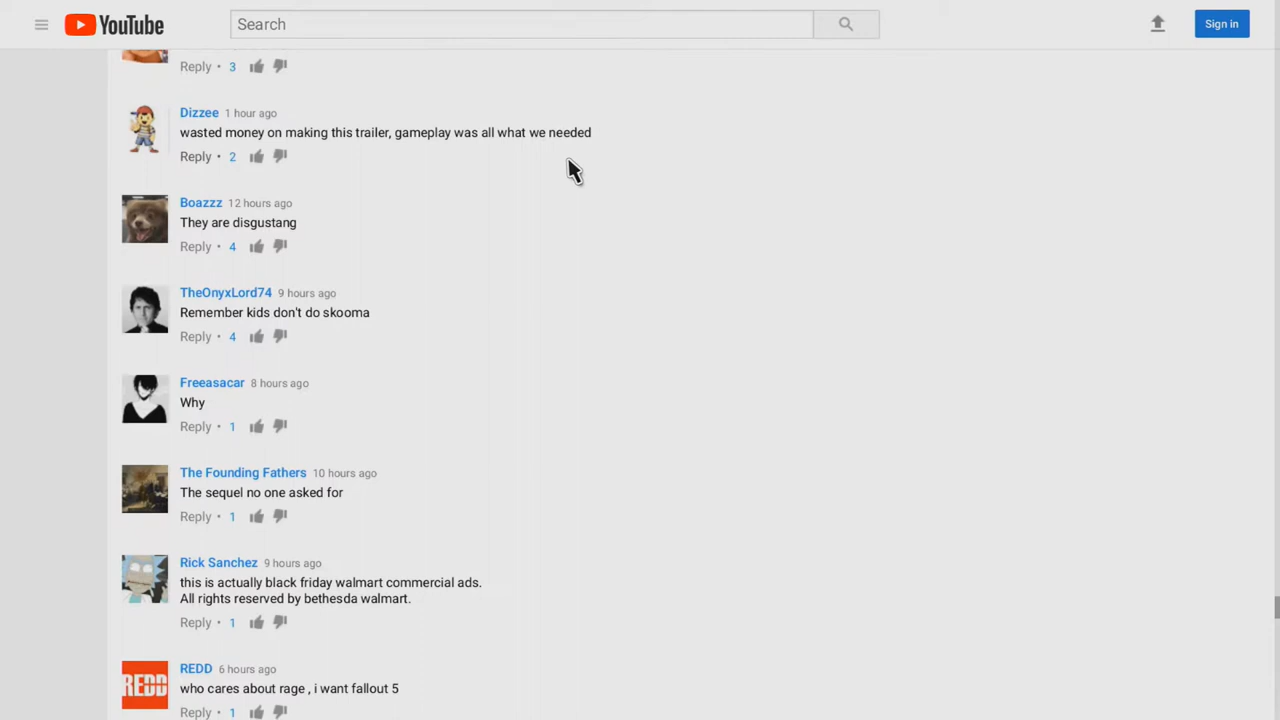 YouTube
Search
Sign in
Reply • 3
Dizzee 1 hour ago
wasted money on making this trailer, gameplay was all what we needed
Reply • 2
Boazzz 12 hours ago
They are disgustang
Reply • 4
TheOnyxLord74 9 hours ago
Remember kids don't do skooma
Reply • 4
Freeasacar 8 hours ago
Why
Reply • 1
The Founding Fathers 10 hours ago
The sequel no one asked for
Reply • 1
Rick Sanchez 9 hours ago
this is actually black friday walmart commercial ads.
All rights reserved by bethesda walmart.
Reply • 1
REDD
REDD 6 hours ago
who cares about rage , i want fallout 5
Reply • 1